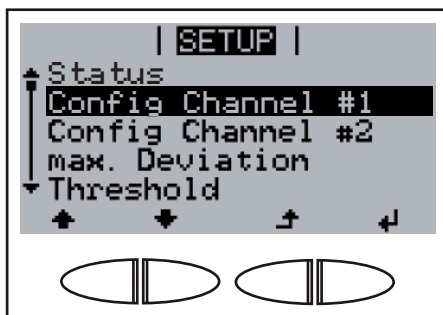 | SETUP |
Status
Config Channel #1
Config Channel #2
max. Deviation
Threshold